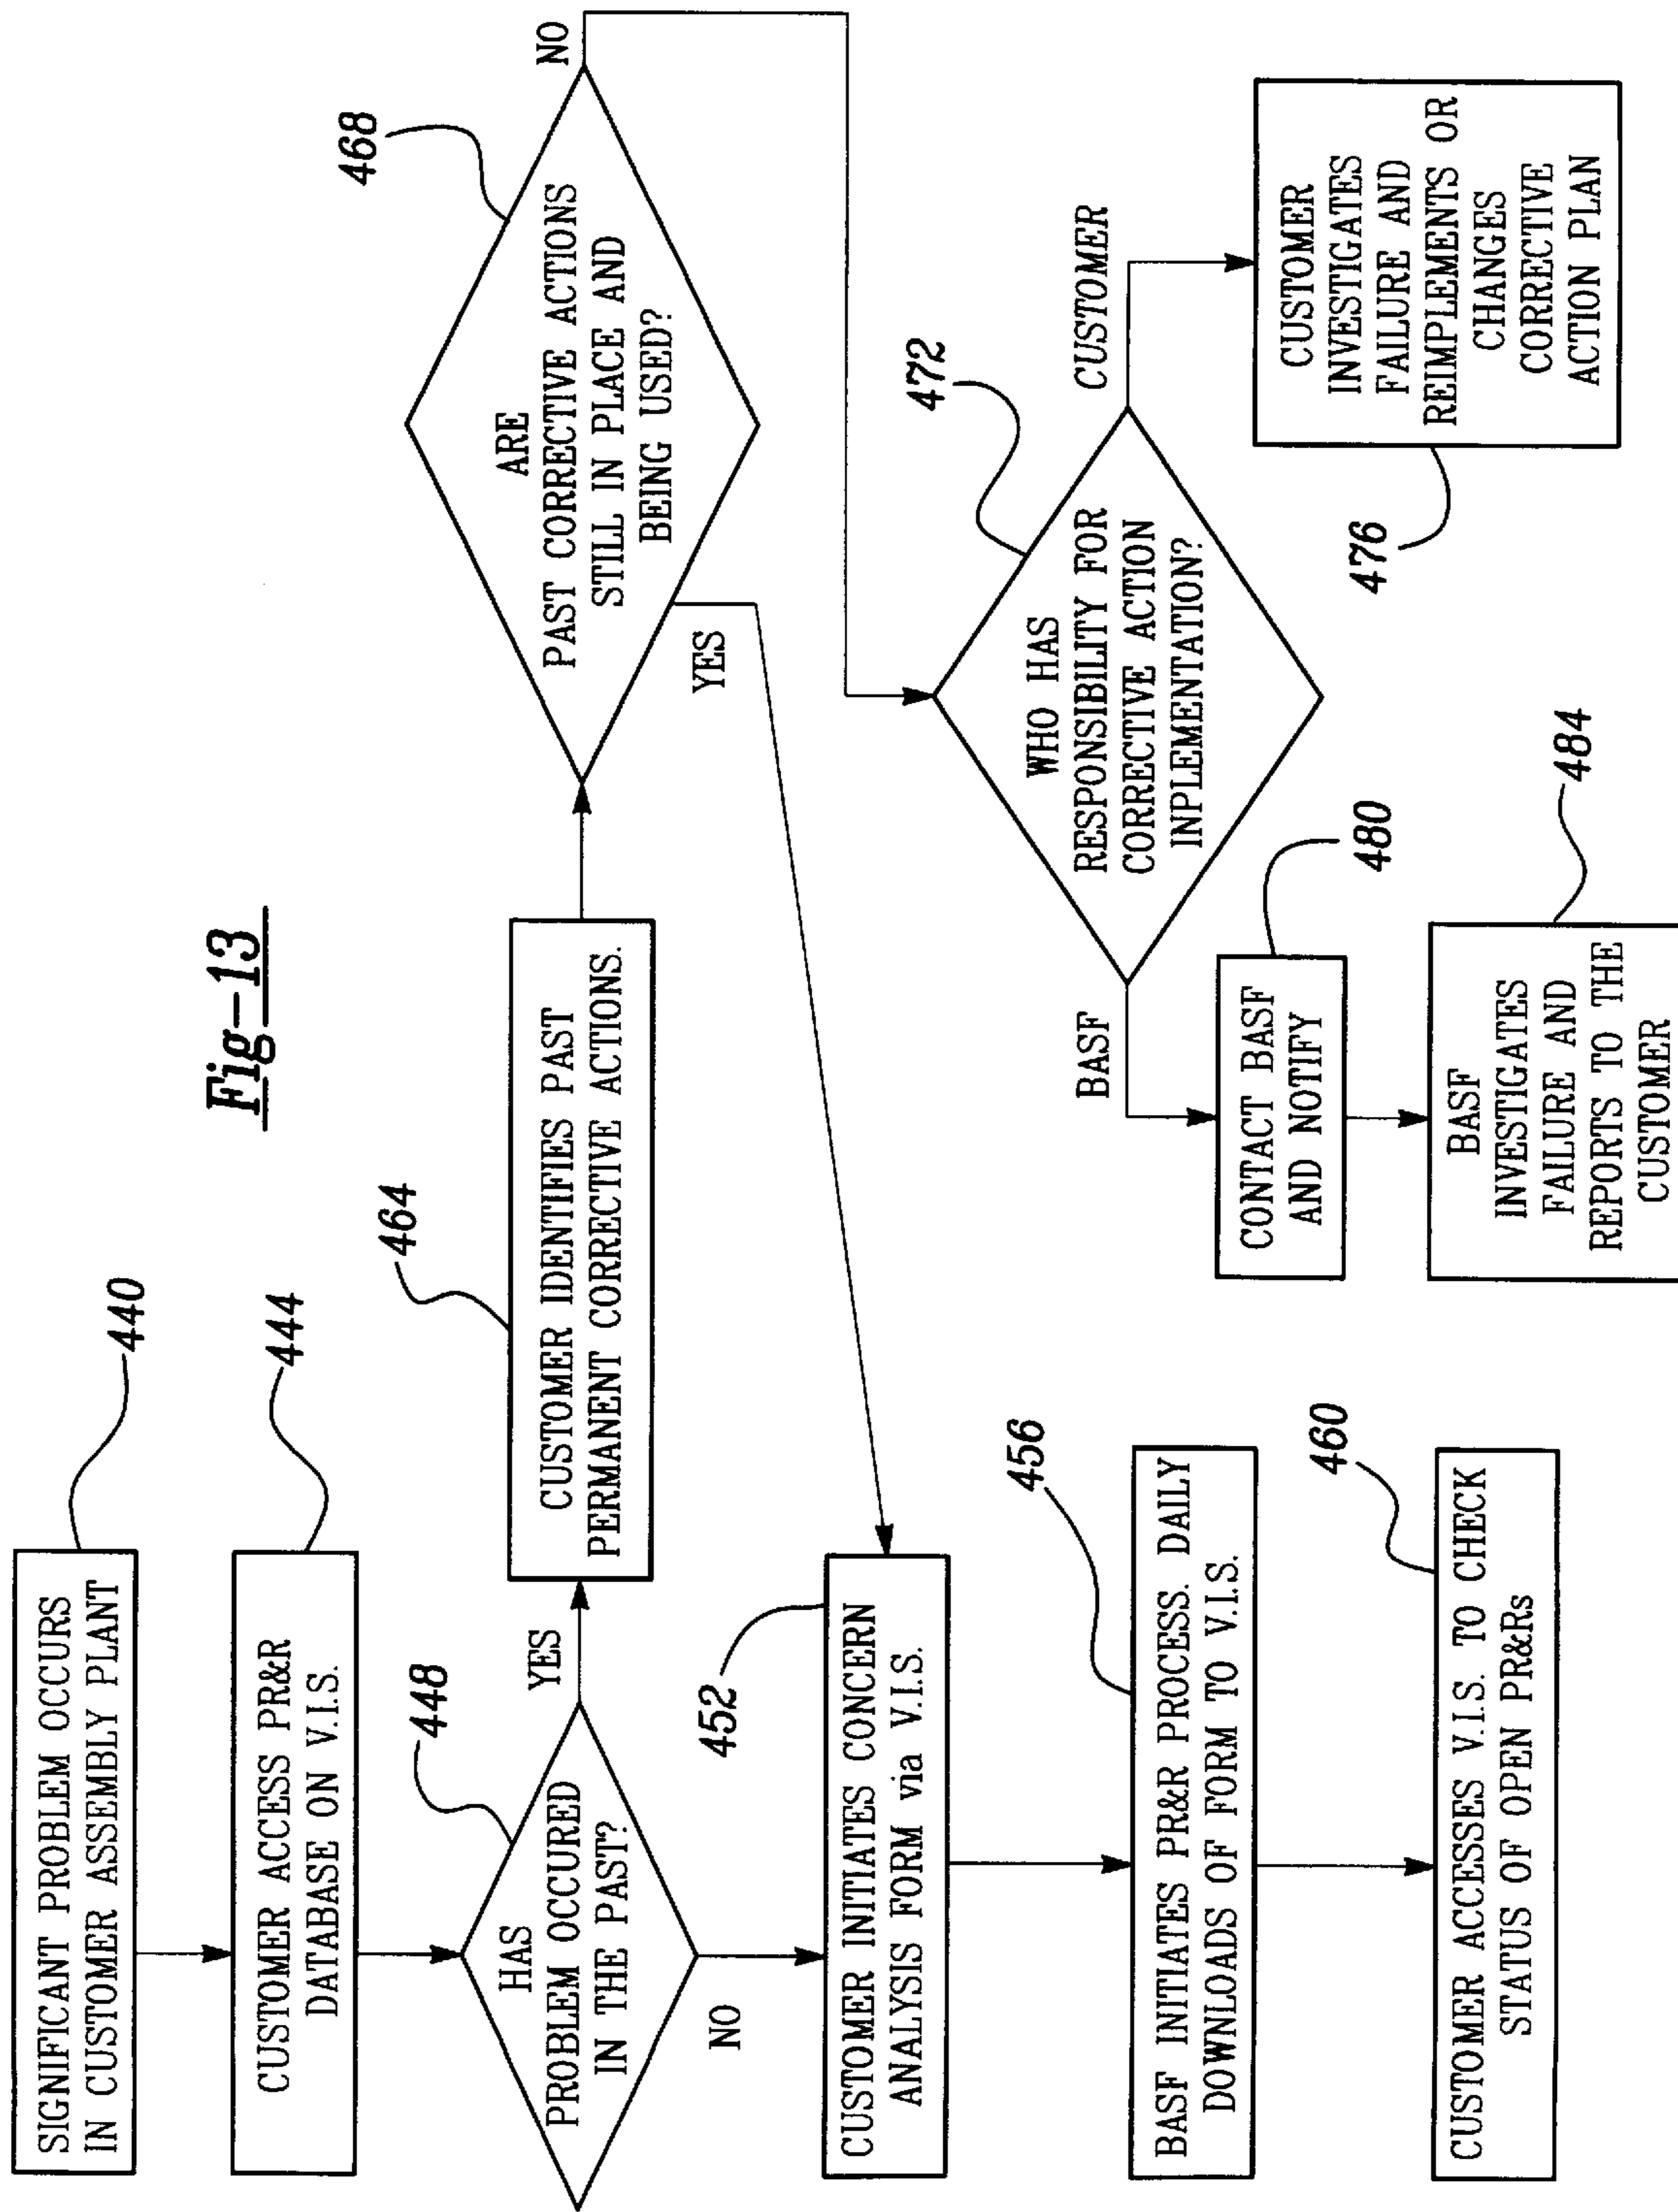 Fig-13
440
SIGNIFICANT PROBLEM OCCURS
IN CUSTOMER ASSEMBLY PLANT
444
CUSTOMER ACCESS PR&R
DATABASE ON V.I.S.
448
HAS
PROBLEM OCCURED
IN THE PAST?
YES
NO
464
CUSTOMER IDENTIFIES PAST
PERMANENT CORRECTIVE ACTIONS.
468
ARE
PAST CORRECTIVE ACTIONS
STILL IN PLACE AND
BEING USED?
NO
YES
452
CUSTOMER INITIATES CONCERN
ANALYSIS FORM via V.I.S.
456
BASF INITIATES PR&R PROCESS. DAILY
DOWNLOADS OF FORM TO V.I.S.
460
CUSTOMER ACCESSES V.I.S. TO CHECK
STATUS OF OPEN PR&Rs
472
WHO HAS
RESPONSIBILITY FOR
CORRECTIVE ACTION
INPLEMENTATION?
BASF
CUSTOMER
480
CONTACT BASF
AND NOTIFY
484
BASF
INVESTIGATES
FAILURE AND
REPORTS TO THE
CUSTOMER
476
CUSTOMER
INVESTIGATES
FAILURE AND
REIMPLEMENTS OR
CHANGES
CORRECTIVE
ACTION PLAN